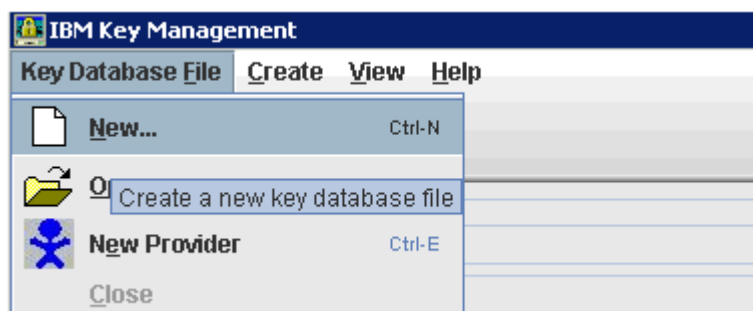 IBM Key Management
Key Database File Create View Help
New... Ctrl-N
Create a new key database file
New Provider Ctrl-E
Close